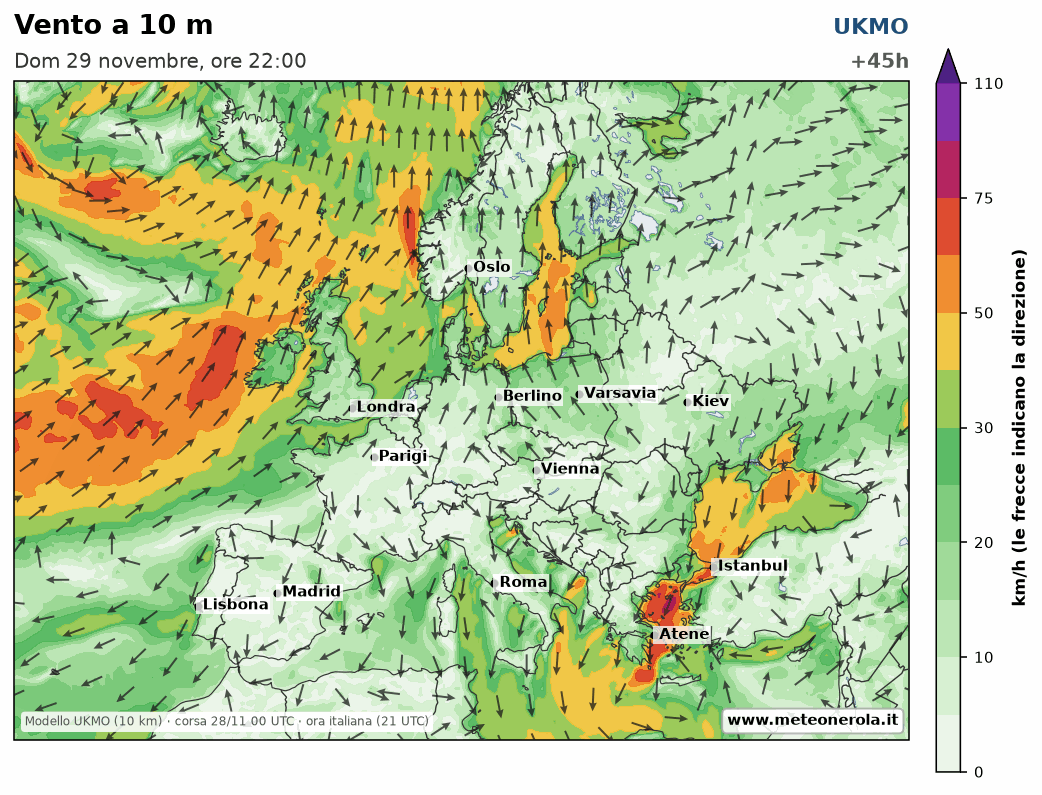 Vento a 10 m
UKMO
Dom 29 novembre, ore 22:00
+45h
110
75
50
30
20
10
0
km/h (le frecce indicano la direzione)
Oslo
Londra
Berlino
Varsavia
Kiev
Parigi
Vienna
Istanbul
Roma
Madrid
Lisbona
Atene
Modello UKMO (10 km) · corsa 28/11 00 UTC · ora italiana (21 UTC)
www.meteonerola.it